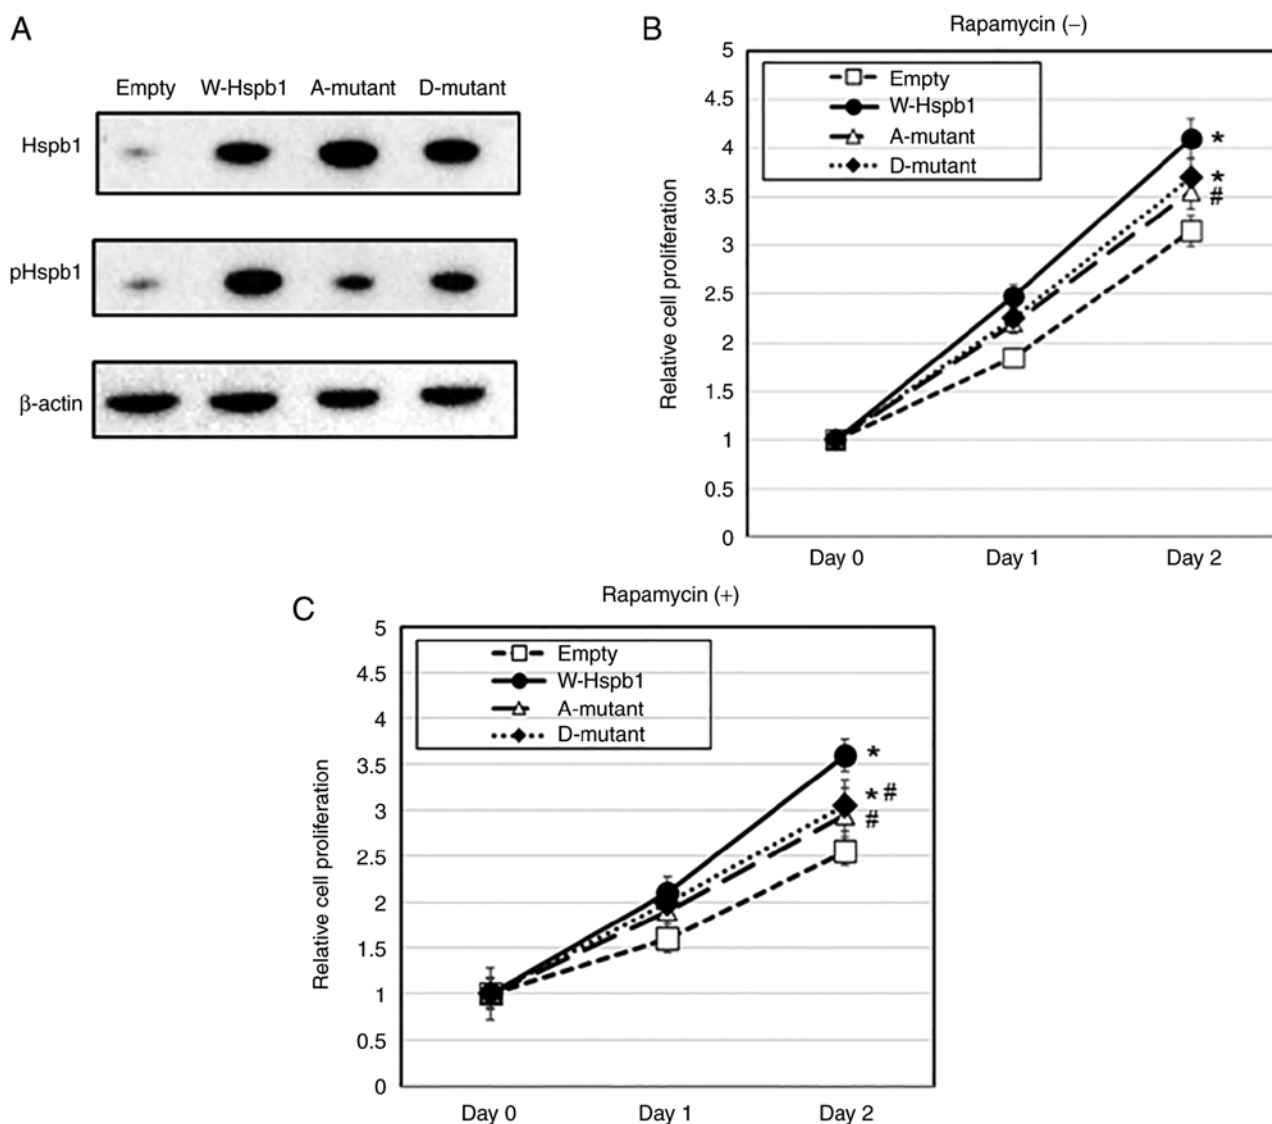 A
Empty W-Hspb1 A-mutant D-mutant
Hspb1
pHspb1
β-actin
B
Rapamycin (−)
Relative cell proliferation
5
4.5
4
3.5
3
2.5
2
1.5
1
0.5
0
Empty
W-Hspb1
A-mutant
D-mutant
*
*
#
Day 0 Day 1 Day 2
C
Rapamycin (+)
Relative cell proliferation
5
4.5
4
3.5
3
2.5
2
1.5
1
0.5
0
Empty
W-Hspb1
A-mutant
D-mutant
*
* #
#
Day 0 Day 1 Day 2